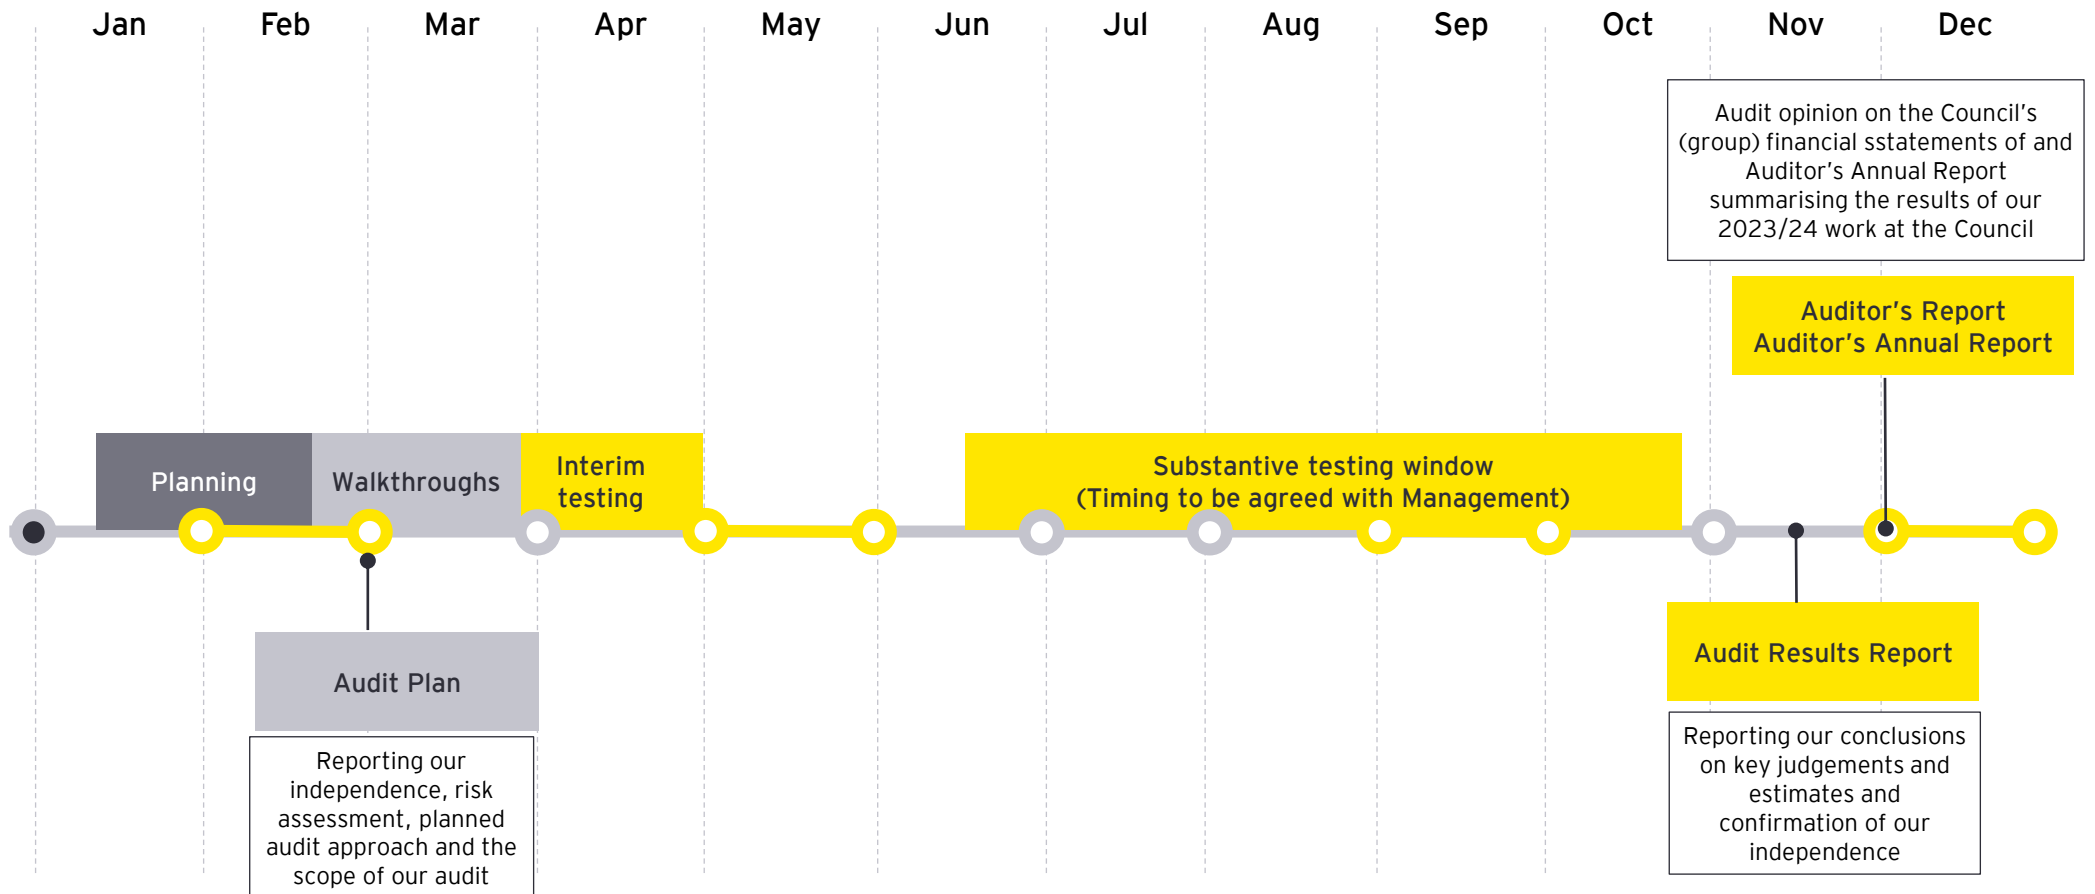 Jan Feb Mar Apr May Jun Jul Aug Sep Oct Nov Dec
Audit opinion on the Council's
(group) financial sstatements of and
Auditor's Annual Report
summarising the results of our
2023/24 work at the Council
Auditor's Report
Auditor's Annual Report
Planning
Walkthroughs
Interim
testing
Substantive testing window
(Timing to be agreed with Management)
Audit Plan
Reporting our
independence, risk
assessment, planned
audit approach and the
scope of our audit
Audit Results Report
Reporting our conclusions
on key judgements and
estimates and
confirmation of our
independence